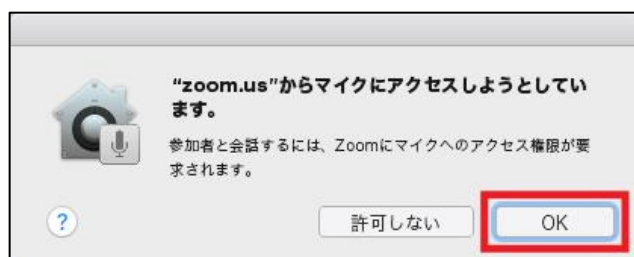 “zoom.us”からマイクにアクセスしようとしてい
ます。
参加者と会話するには、Zoomにマイクへのアクセス権限が要
求されます。
?
許可しない
OK